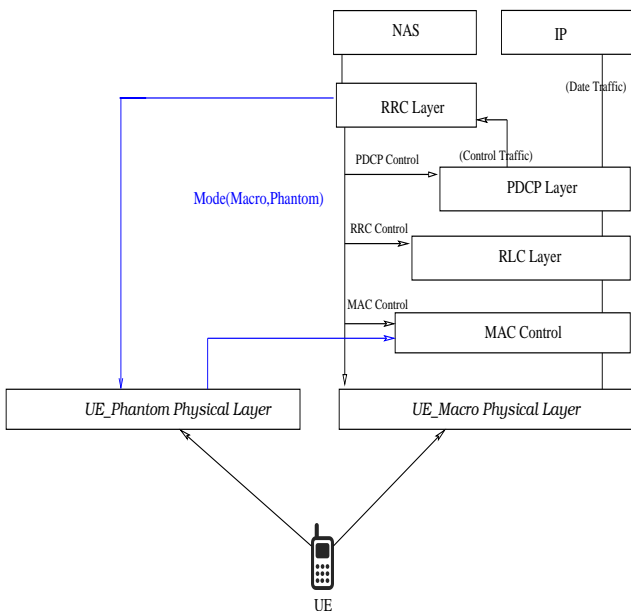 NAS
IP
(Date Traffic)
RRC Layer
PDCP Control
(Control Traffic)
PDCP Layer
Mode(Macro,Phantom)
RRC Control
RLC Layer
MAC Control
MAC Control
UE_Phantom Physical Layer
UE_Macro Physical Layer
UE